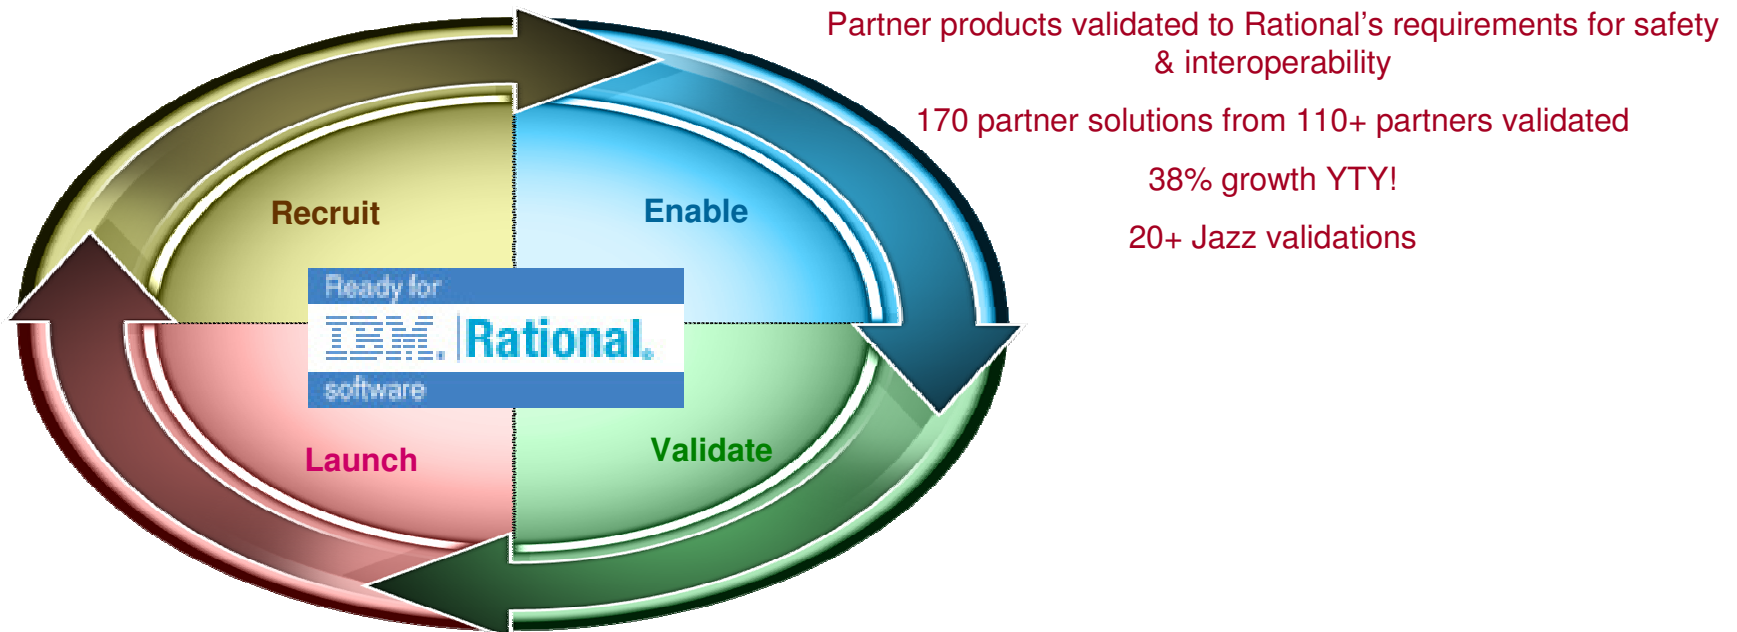 Partner products validated to Rational's requirements for safety
& interoperability
170 partner solutions from 110+ partners validated
38% growth YTY!
20+ Jazz validations
Recruit
Enable
Ready for
IBM. Rational.
software
Launch
Validate